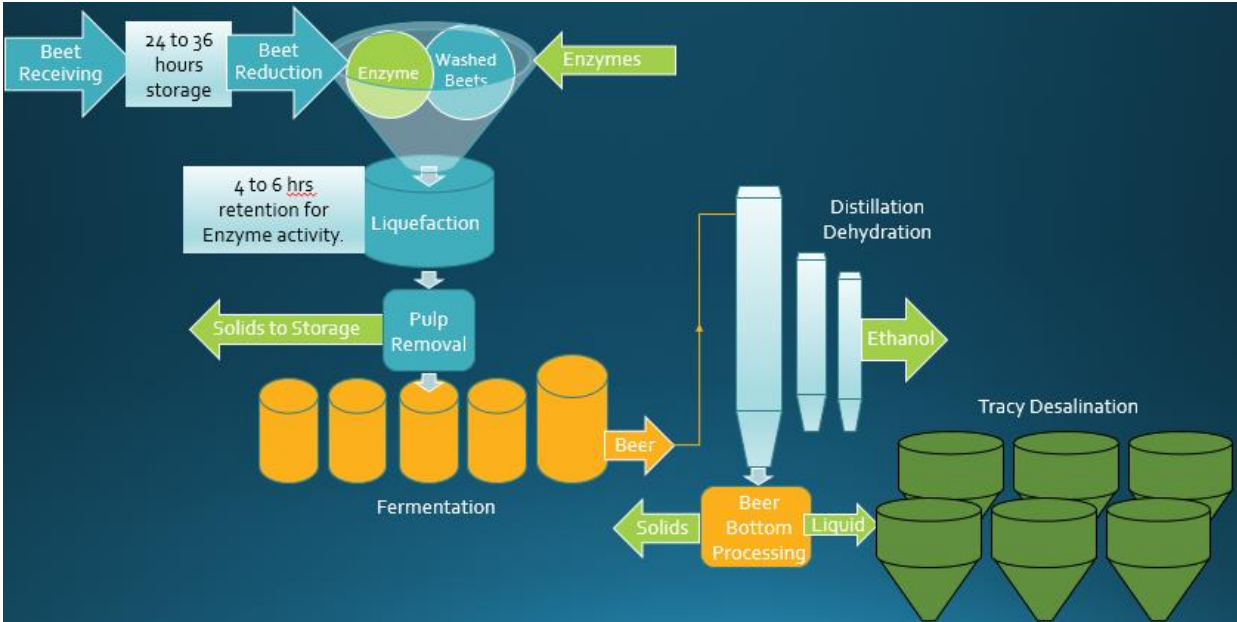 Beet
Receiving
24 to 36
hours
storage
Beet
Reduction
Enzyme
Washed
Beets
Enzymes
4 to 6 hrs
retention for
Enzyme activity.
Liquefaction
Solids to Storage
Pulp
Removal
Fermentation
Beer
Distillation
Dehydration
Ethanol
Tracy Desalination
Solids
Beer
Bottom
Processing
Liquid